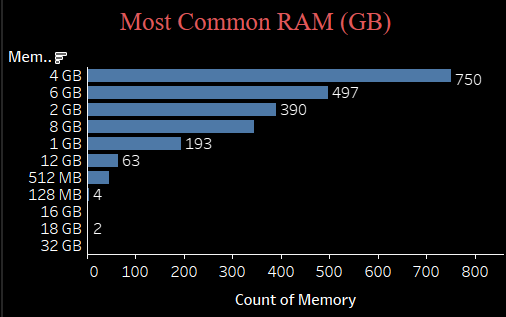 Most Common RAM (GB)
Mem..
4 GB 750
6 GB 497
2 GB 390
8 GB
1 GB 193
12 GB 63
512 MB
128 MB 4
16 GB
18 GB 2
32 GB
0 100 200 300 400 500 600 700 800
Count of Memory